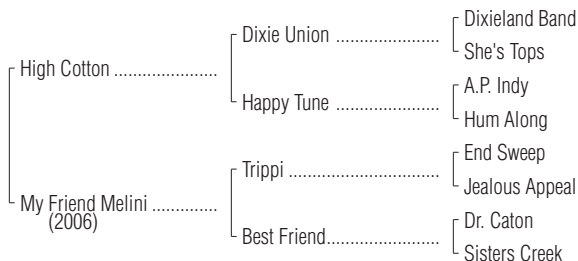 Dixieland Band
Dixie Union ........................
She's Tops
High Cotton ........................
A.P. Indy
Happy Tune ........................
Hum Along
End Sweep
Trippi ...................................
Jealous Appeal
My Friend Melini ...............
(2006)
Dr. Caton
Best Friend..........................
Sisters Creek